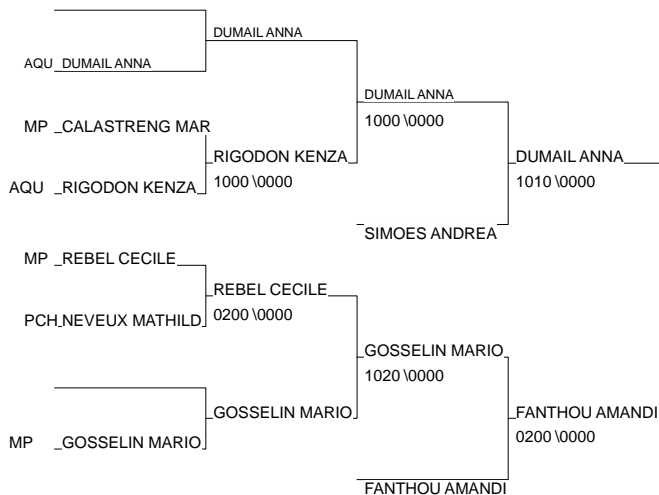 DUMAIL ANNA
AQU DUMAIL ANNA
DUMAIL ANNA
1000 \0000
MP CALASTRENG MAR
RIGODON KENZA
1000 \0000
DUMAIL ANNA
1010 \0000
AQU RIGODON KENZA
SIMOES ANDREA
MP REBEL CECILE
REBEL CECILE
0200 \0000
PCH NEVEUX MATHILD
GOSSELIN MARIO
1020 \0000
GOSSELIN MARIO
FANTHOU AMANDI
0200 \0000
MP GOSSELIN MARIO
FANTHOU AMANDI